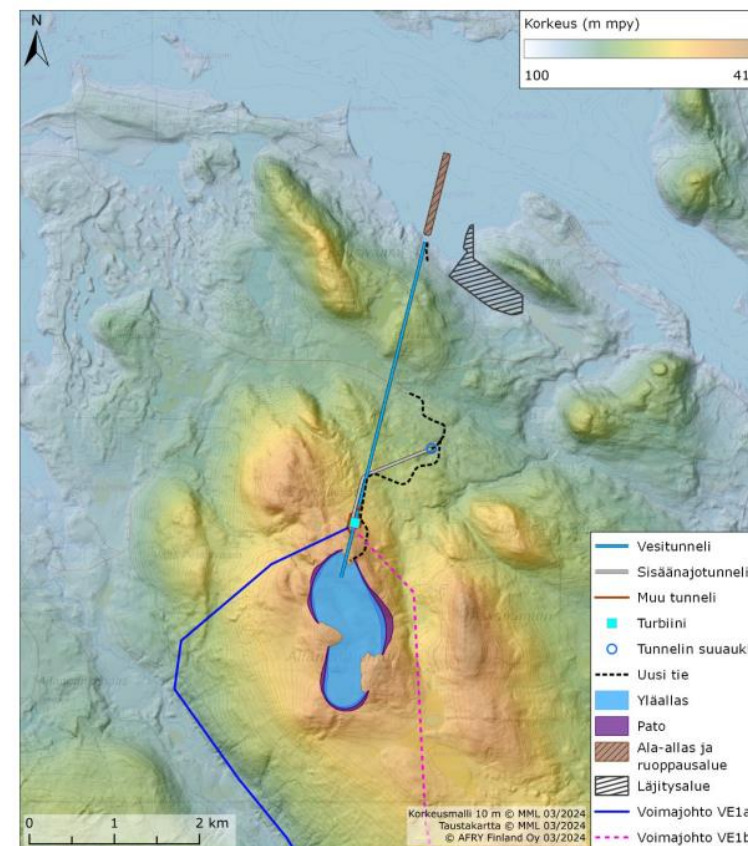 N
Korkeus (m mpy)
100 41
Vesitunneli
Sisäänajotunneli
Muu tunneli
Turbiini
Tunnelin suuaukl
Uusi tie
Yläallas
Pato
Ala-allas ja
ruoppausalue
Läjitysalue
Voimajohto VE1a
Voimajohto VE1b
Korkeusmalli 10 m © MML 03/2024
Taustakartta © MML 03/2024
© AFRY Finland Oy 03/2024
0 1 2 km